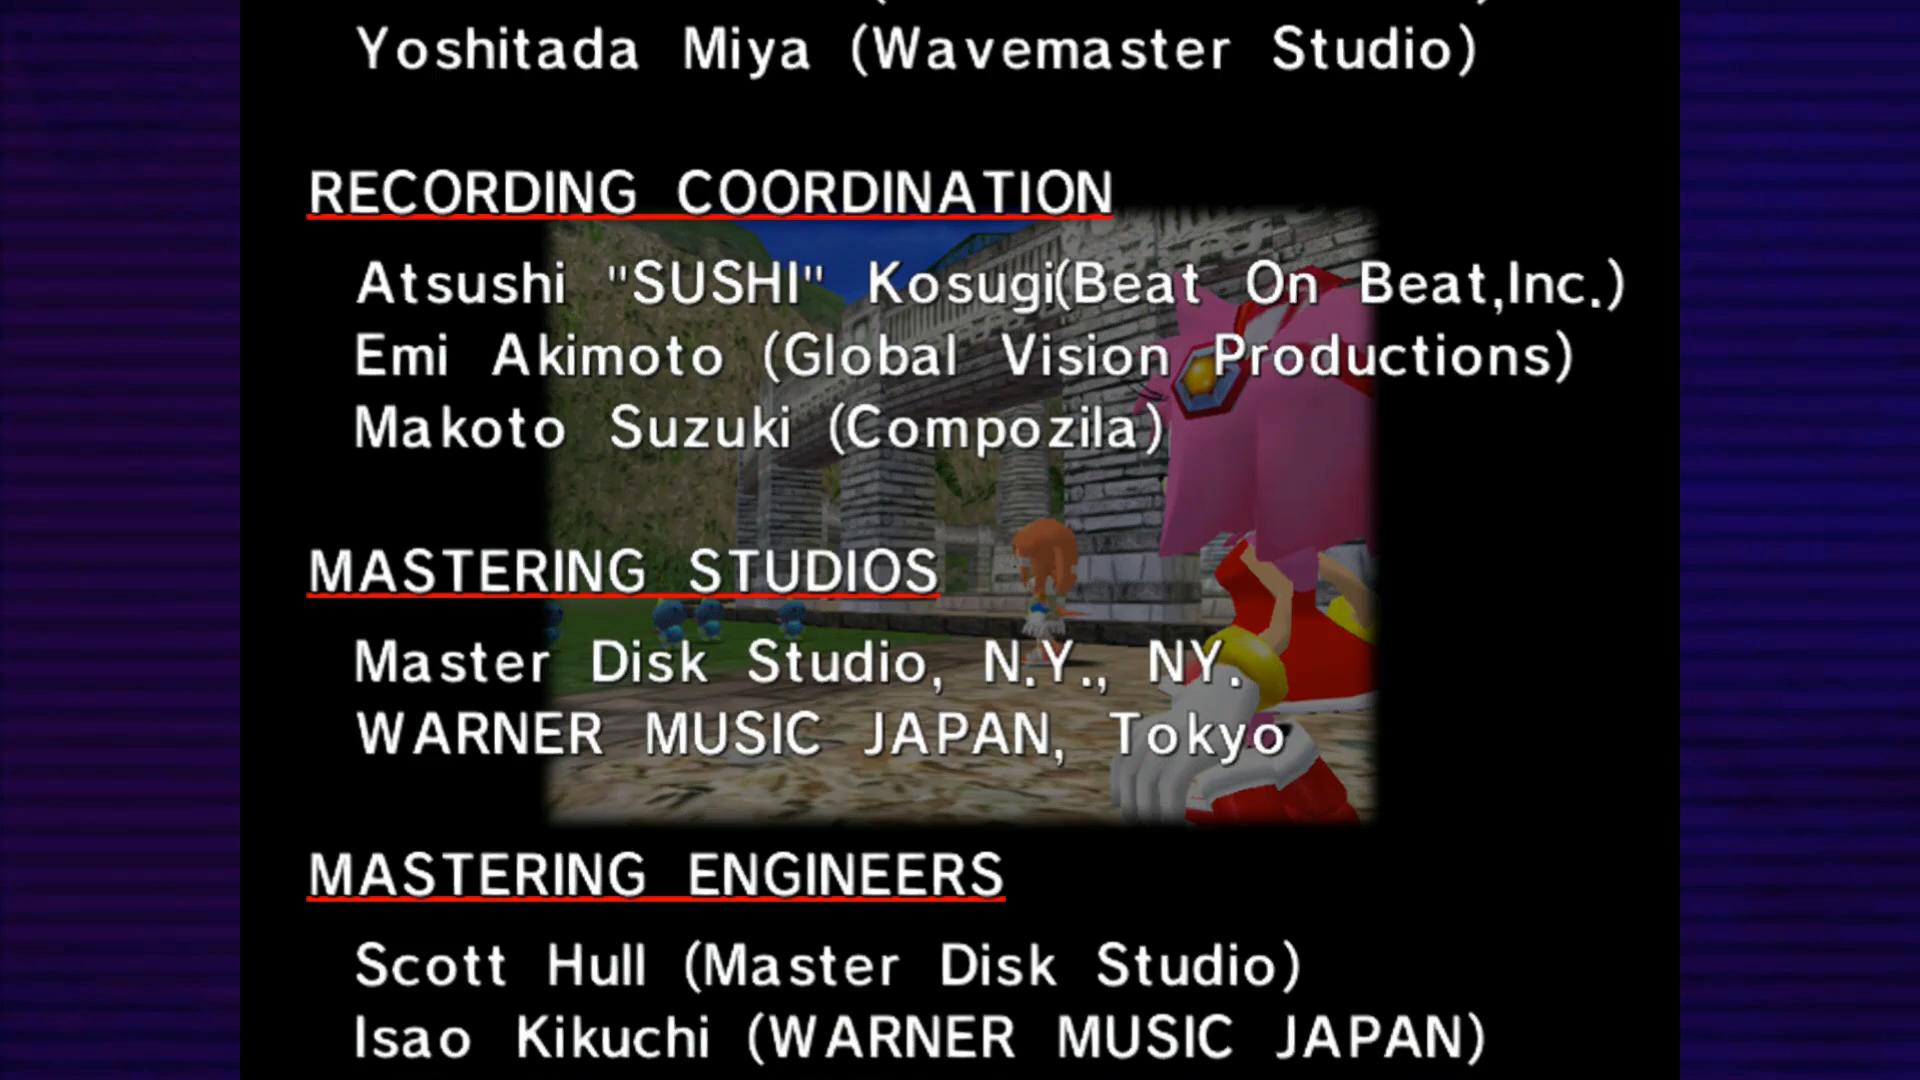 Yoshitada Miya (Wavemaster Studio)
RECORDING COORDINATION
Atsushi "SUSHI" Kosugi(Beat On Beat,Inc.)
Emi Akimoto (Global Vision Productions)
Makoto Suzuki (Compozila)
MASTERING STUDIOS
Master Disk Studio, N.Y., NY.
WARNER MUSIC JAPAN, Tokyo
MASTERING ENGINEERS
Scott Hull (Master Disk Studio)
Isao Kikuchi (WARNER MUSIC JAPAN)